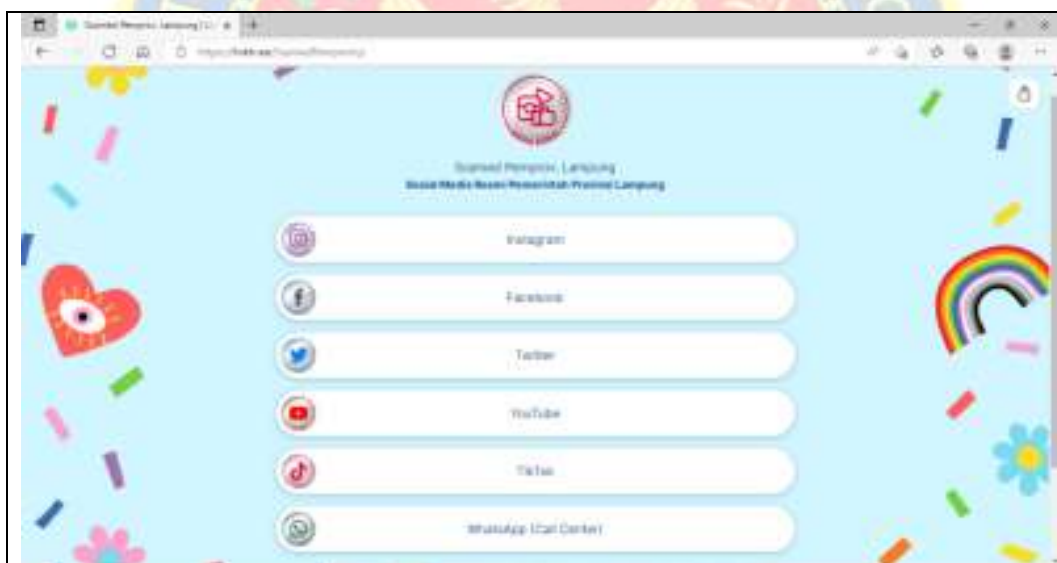 Sosmed Pemprov. Lampung
Sosial Media Resmi Pemerintah Provinsi Lampung
Instagram
Facebook
Twitter
YouTube
TikTok
WhatsApp (Call Center)